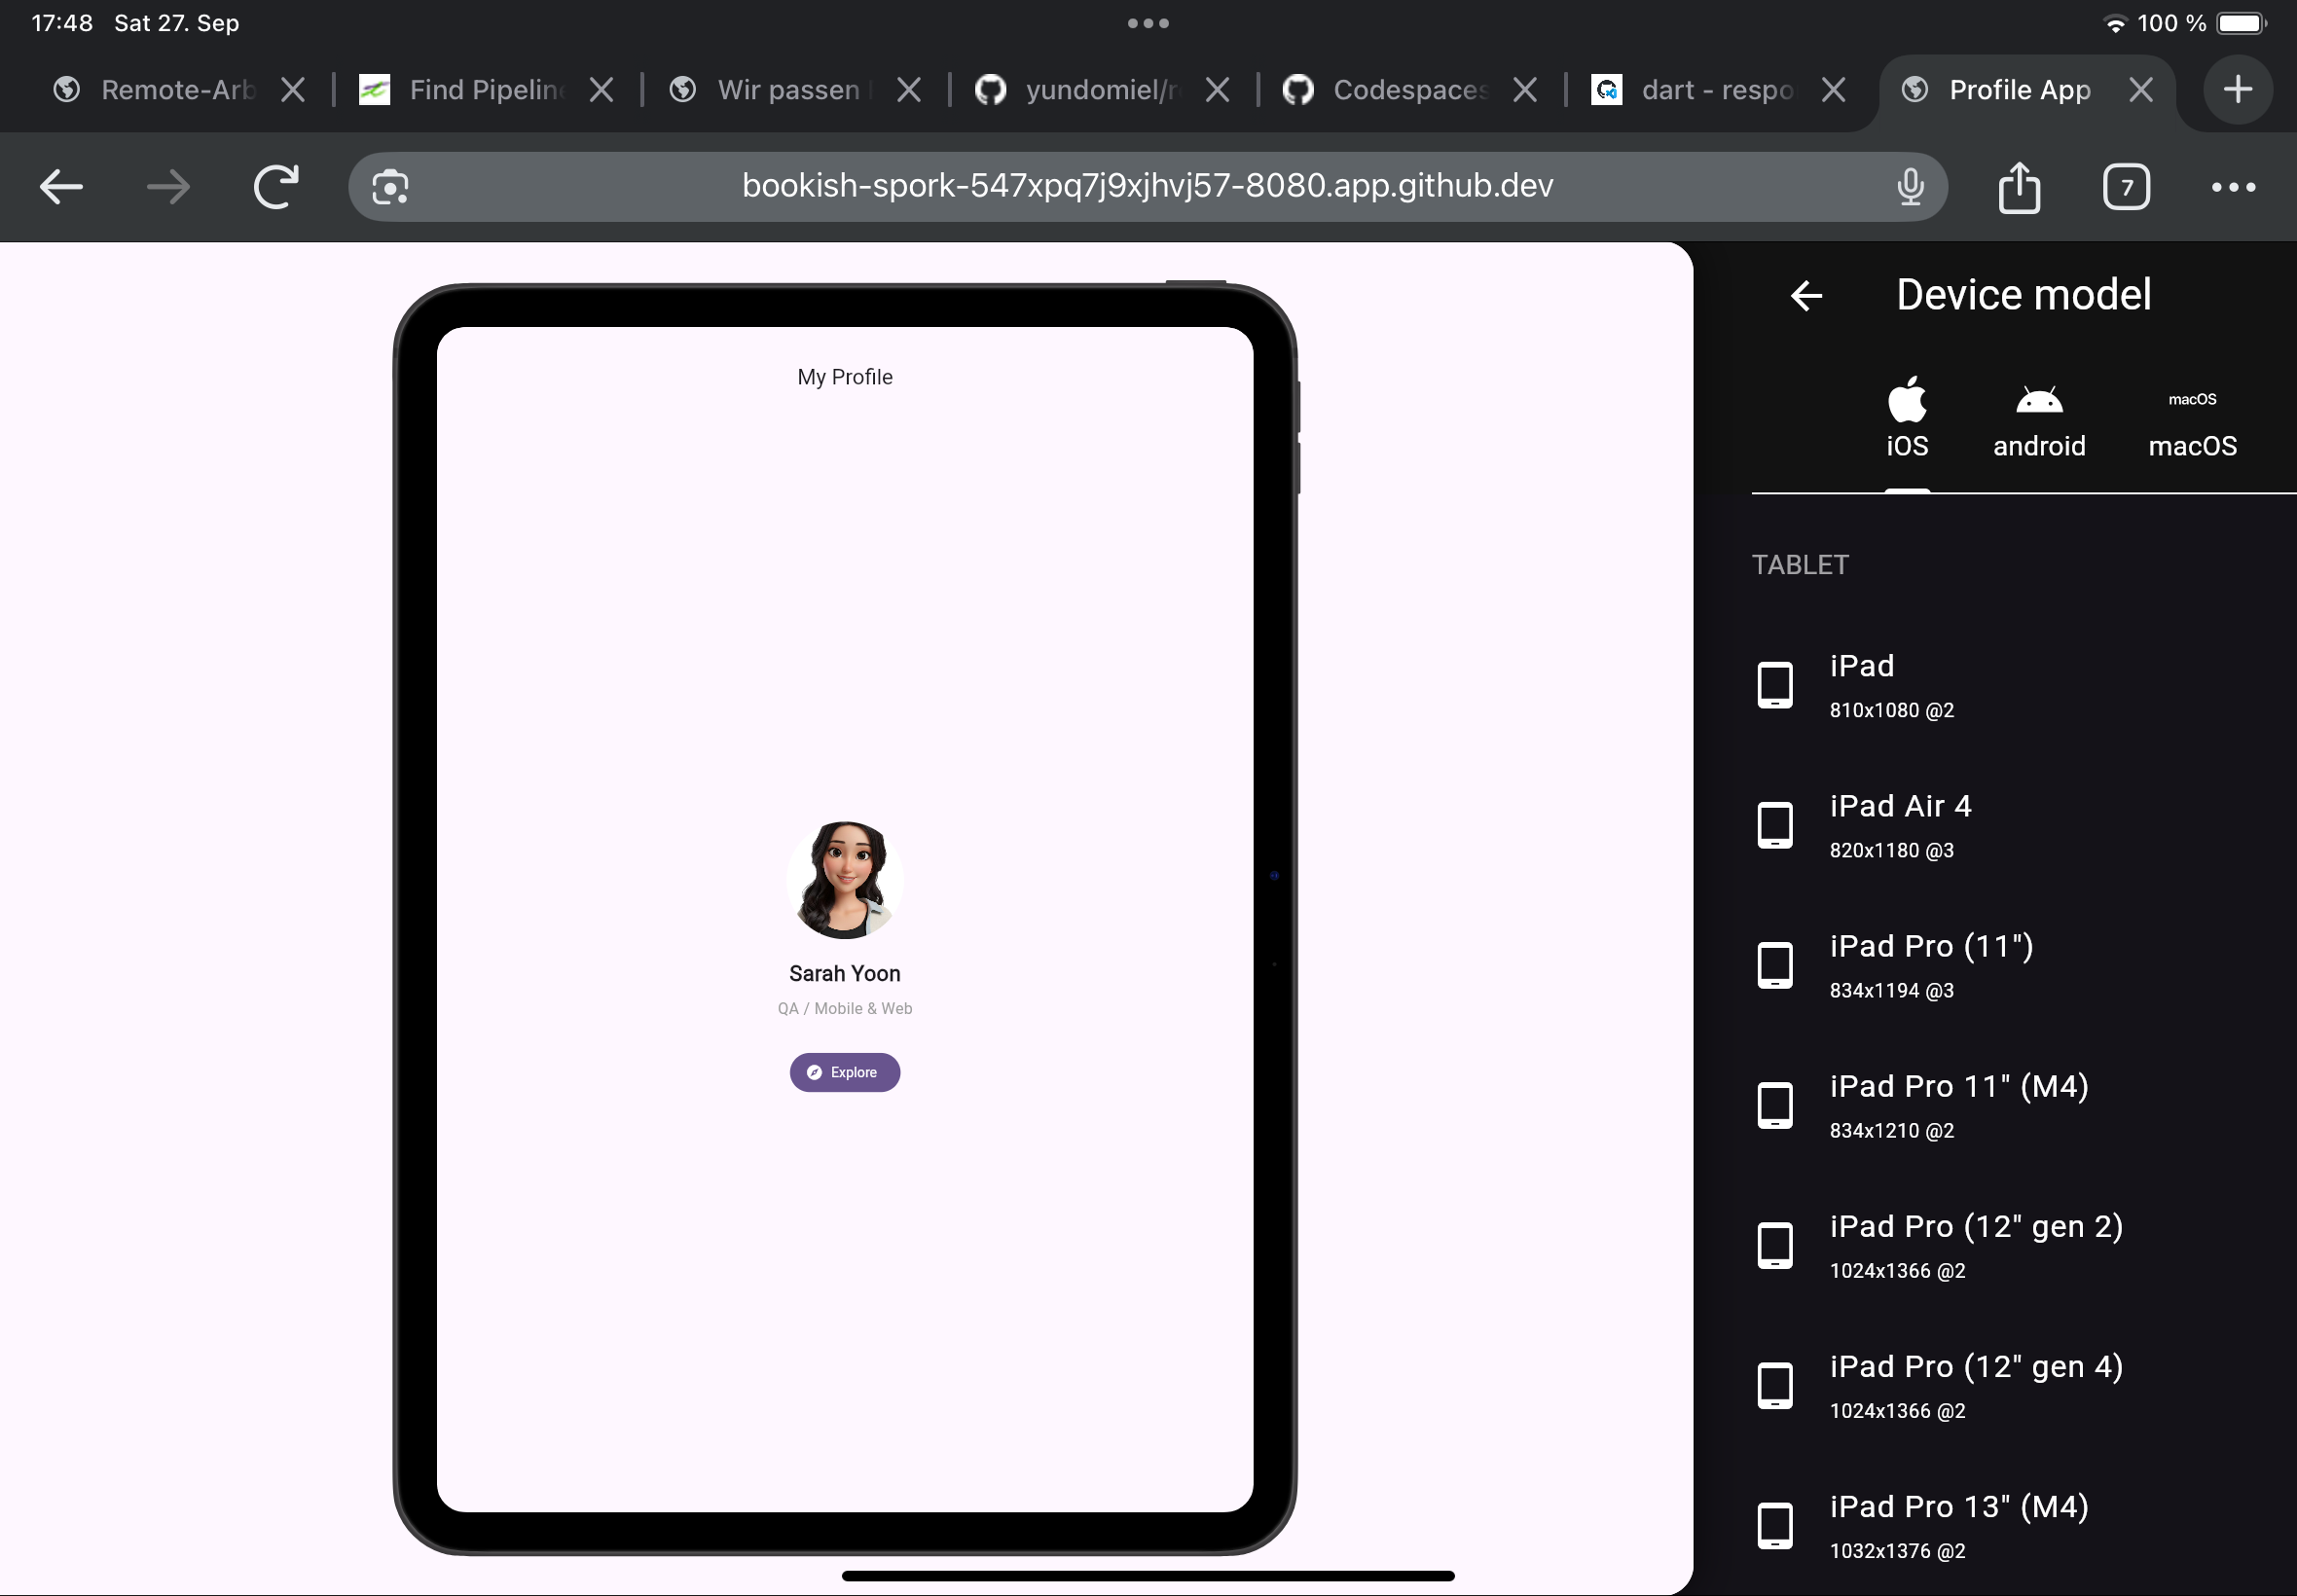 17:48 Sat 27. Sep
100 %
Remote-Arb
Find Pipeline
Wir passen
yundomiel/r
Codespaces
dart - respo
Profile App
bookish-spork-547xpq7j9xjhvj57-8080.app.github.dev
7
My Profile
Sarah Yoon
QA / Mobile & Web
Explore
Device model
macOS
iOS
android
macOS
TABLET
iPad
810x1080 @2
iPad Air 4
820x1180 @3
iPad Pro (11")
834x1194 @3
iPad Pro 11" (M4)
834x1210 @2
iPad Pro (12" gen 2)
1024x1366 @2
iPad Pro (12" gen 4)
1024x1366 @2
iPad Pro 13" (M4)
1032x1376 @2